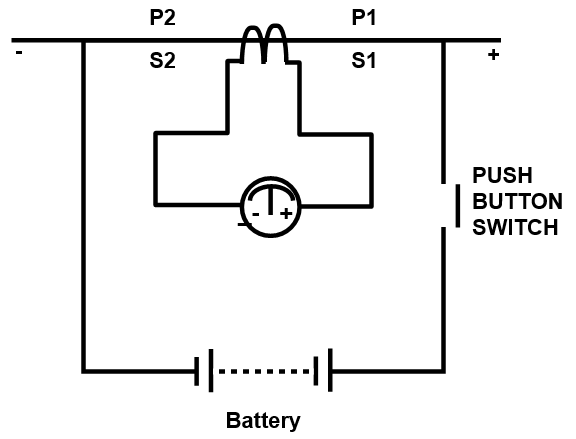 P2
P1
-
S2
S1
+
PUSH
BUTTON
SWITCH
- +
Battery